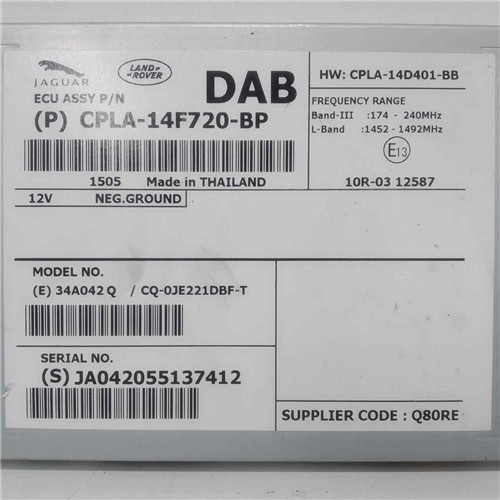 JAGUAR
LAND ROVER
DAB
ECU ASSY P/N
(P) CPLA-14F720-BP
1505 Made in THAILAND
12V NEG.GROUND
HW: CPLA-14D401-BB
FREQUENCY RANGE
Band-III :174 - 240MHz
L-Band :1452 - 1492MHz
E13
10R-03 12587
MODEL NO.
(E) 34A042 Q / CQ-0JE221DBF-T
SERIAL NO.
(S) JA042055137412
SUPPLIER CODE : Q80RE